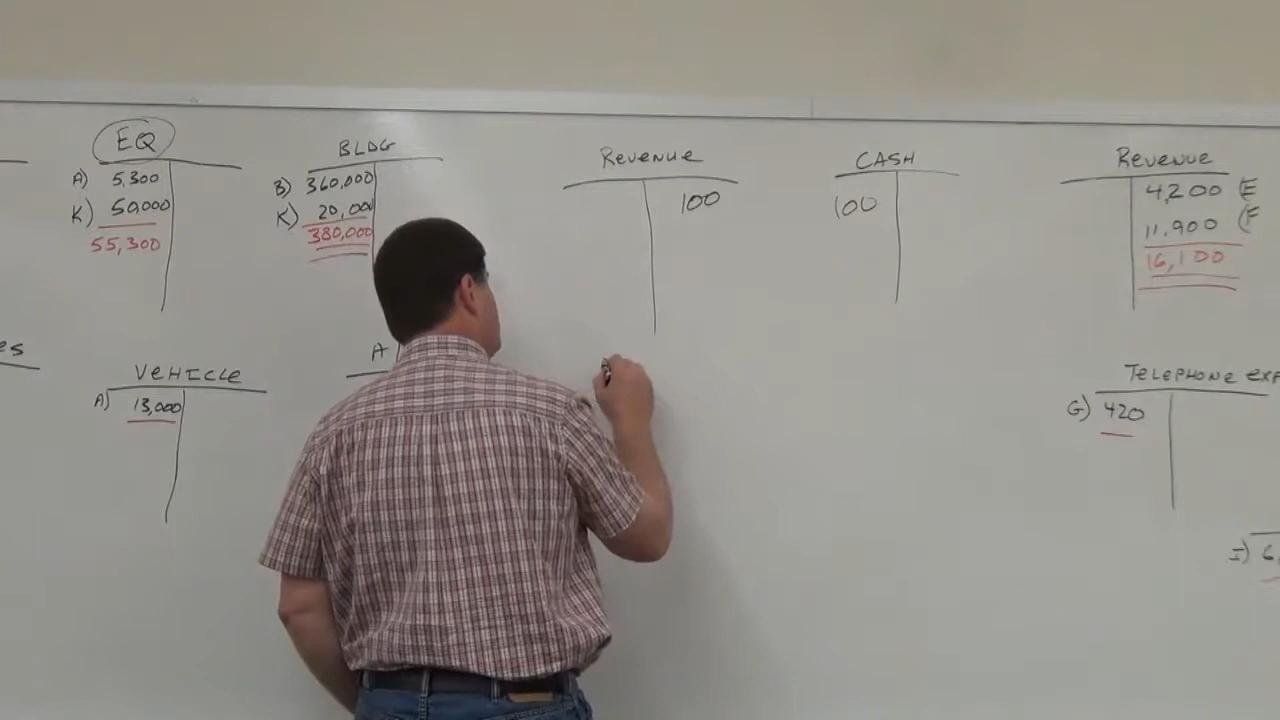 EQ
A) 5,300
K) 50,000
55,300
BLDG
B) 360,000
K) 20,000
380,000
Revenue
100
CASH
100
Revenue
4,200 (E
11,900 (F
16,100
es
VEHICLE
A) 13,000
A
TELEPHONE EXP
G) 420
I) 6,